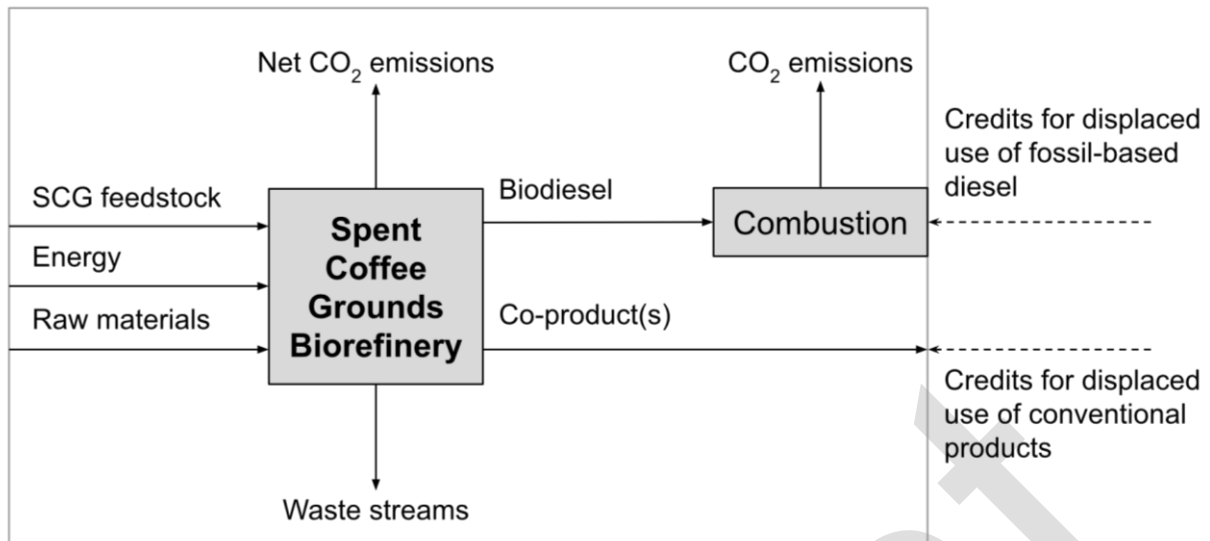 Net CO₂ emissions
CO₂ emissions
Credits for displaced
use of fossil-based
diesel
SCG feedstock
Biodiesel
Energy
Combustion
Raw materials
Spent
Coffee
Grounds
Biorefinery
Co-product(s)
Credits for displaced
use of conventional
products
Waste streams